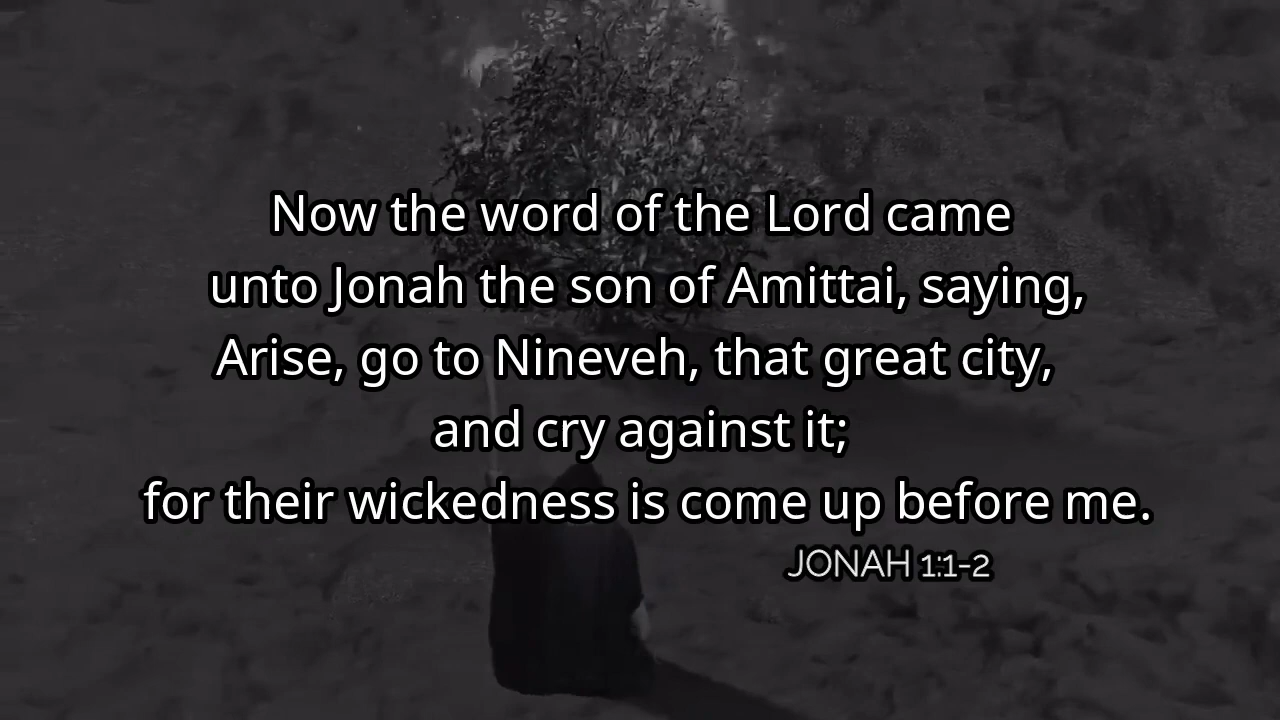 Now the word of the Lord came
unto Jonah the son of Amittai, saying,
Arise, go to Nineveh, that great city,
and cry against it;
for their wickedness is come up before me.
JONAH 1:1-2